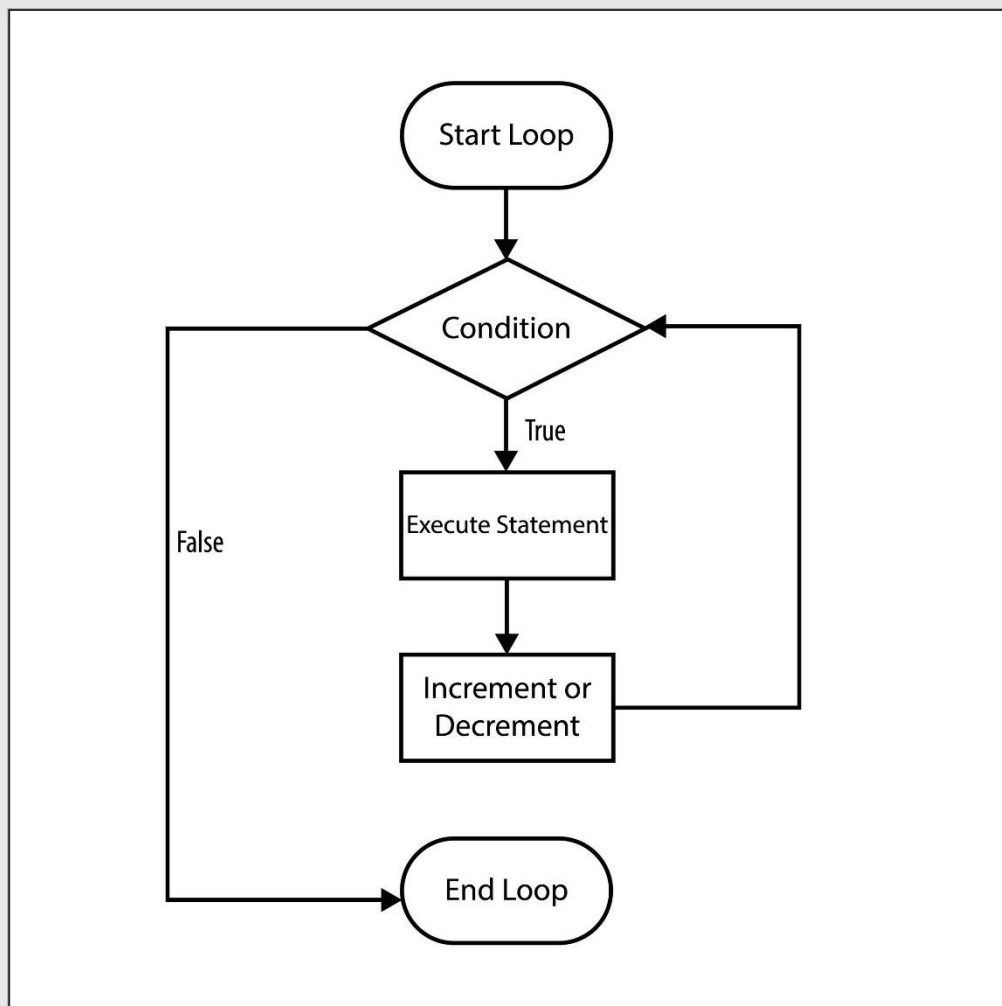 Start Loop
Condition
True
Execute Statement
False
Increment or
Decrement
End Loop